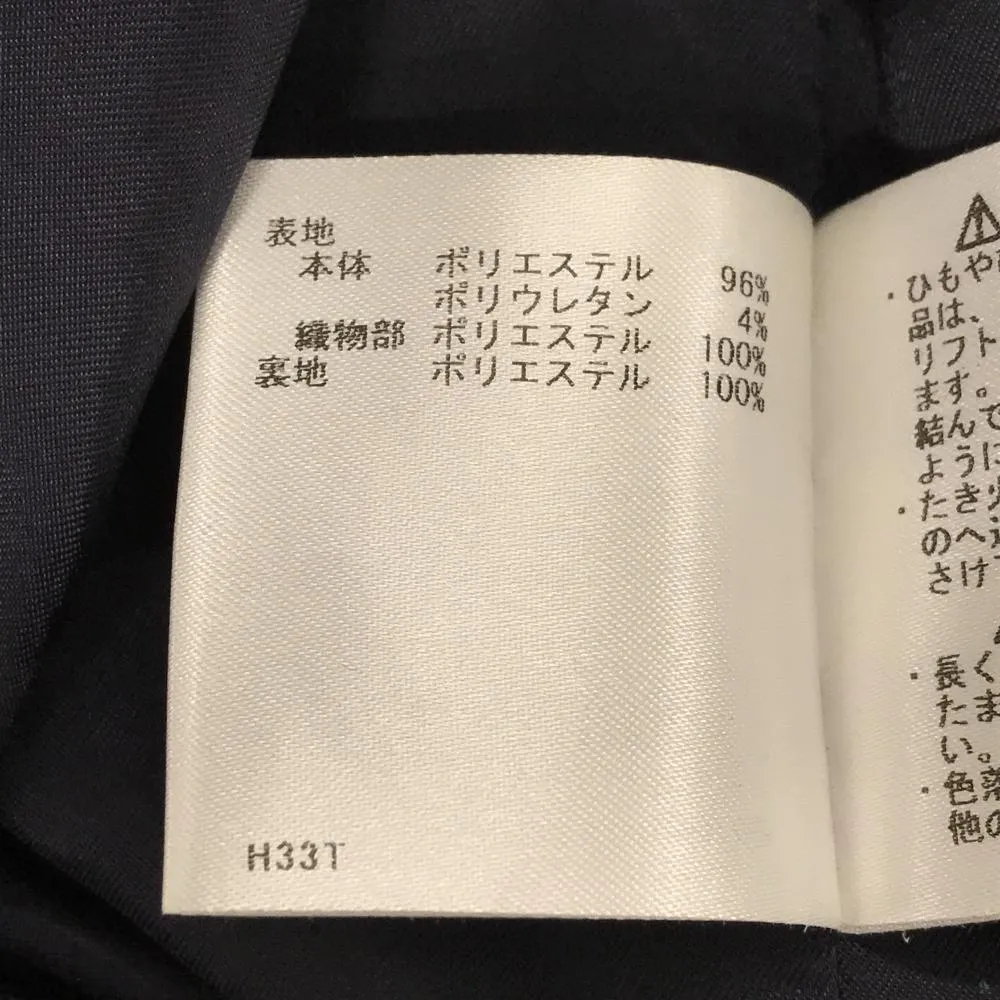 表地
本体 ポリエステル 96%
ポリウレタン 4%
織物部 ポリエステル 100%
裏地 ポリエステル 100%
H33T
・ひもや
品は、
リフト
ます。
結んで
ように
・たき
のへ
さけ
・長く
たま
い。
・色落
他の